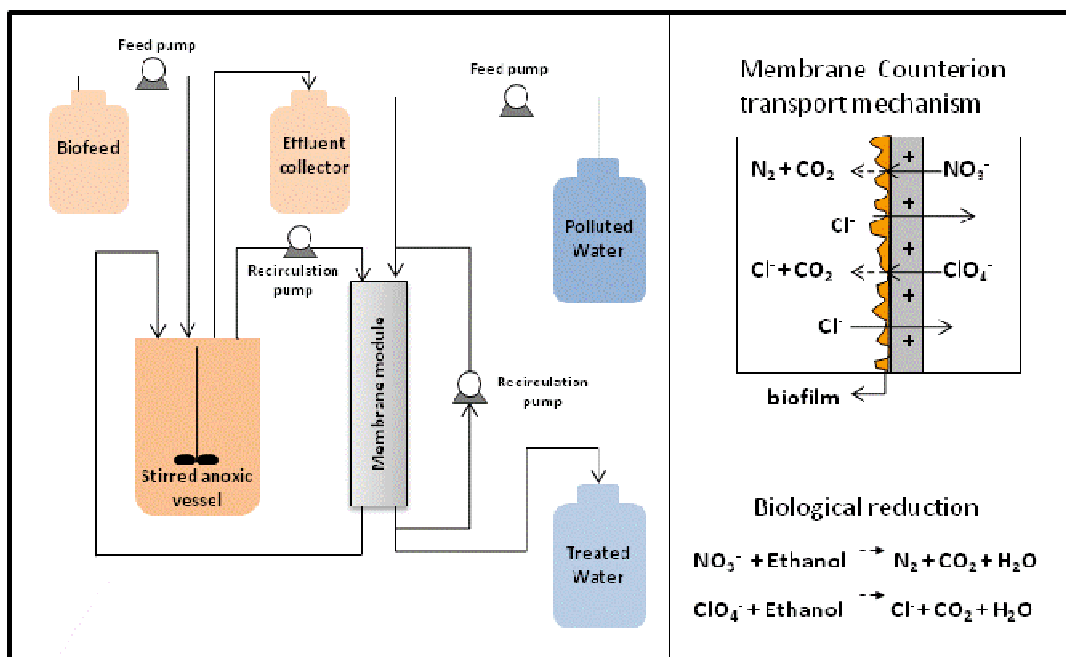 Feed pump
Feed pump
Biofeed
Effluent
collector
Polluted
Water
Recirculation
pump
Membrane module
Recirculation
pump
Stirred anoxic
vessel
Treated
Water
Membrane Counterion
transport mechanism
N₂ + CO₂
+
NO₃⁻
Cl⁻
+
Cl⁻ + CO₂
+
ClO₄⁻
+
Cl⁻
+
biofilm
Biological reduction
NO₃⁻ + Ethanol → N₂ + CO₂ + H₂O
ClO₄⁻ + Ethanol → Cl⁻ + CO₂ + H₂O